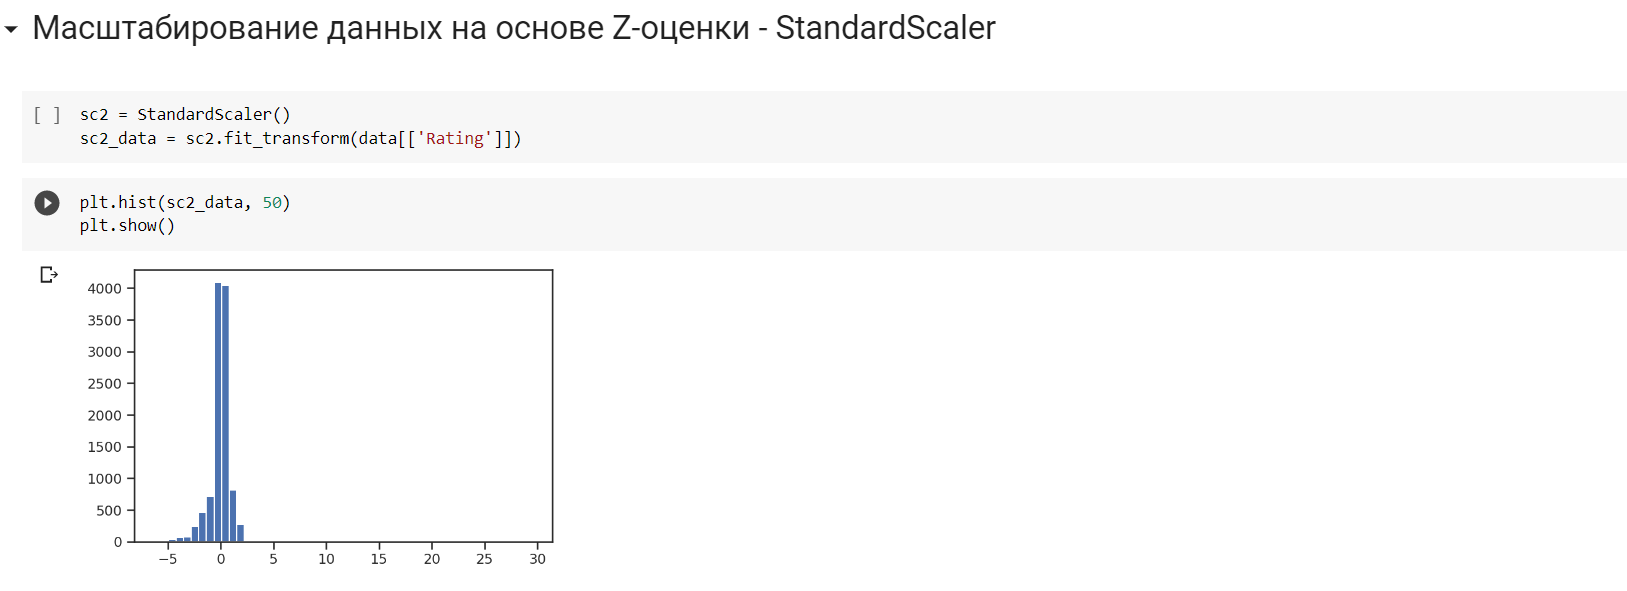 Масштабирование данных на основе Z-оценки - StandardScaler
[ ] sc2 = StandardScaler()
sc2_data = sc2.fit_transform(data[['Rating']])
plt.hist(sc2_data, 50)
plt.show()
4000
3500
3000
2500
2000
1500
1000
500
0
−5 0 5 10 15 20 25 30